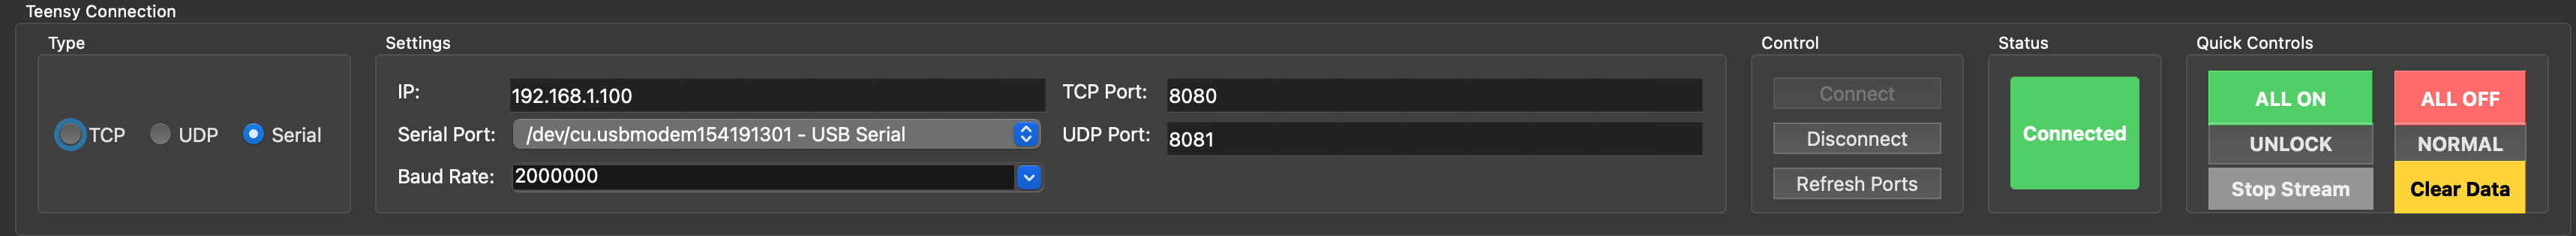 Teensy Connection
Type
TCP
UDP
Serial
Settings
IP:
192.168.1.100
TCP Port:
8080
Serial Port:
/dev/cu.usbmodem154191301 - USB Serial
UDP Port:
8081
Baud Rate:
2000000
Control
Connect
Disconnect
Refresh Ports
Status
Connected
Quick Controls
ALL ON
ALL OFF
UNLOCK
NORMAL
Stop Stream
Clear Data